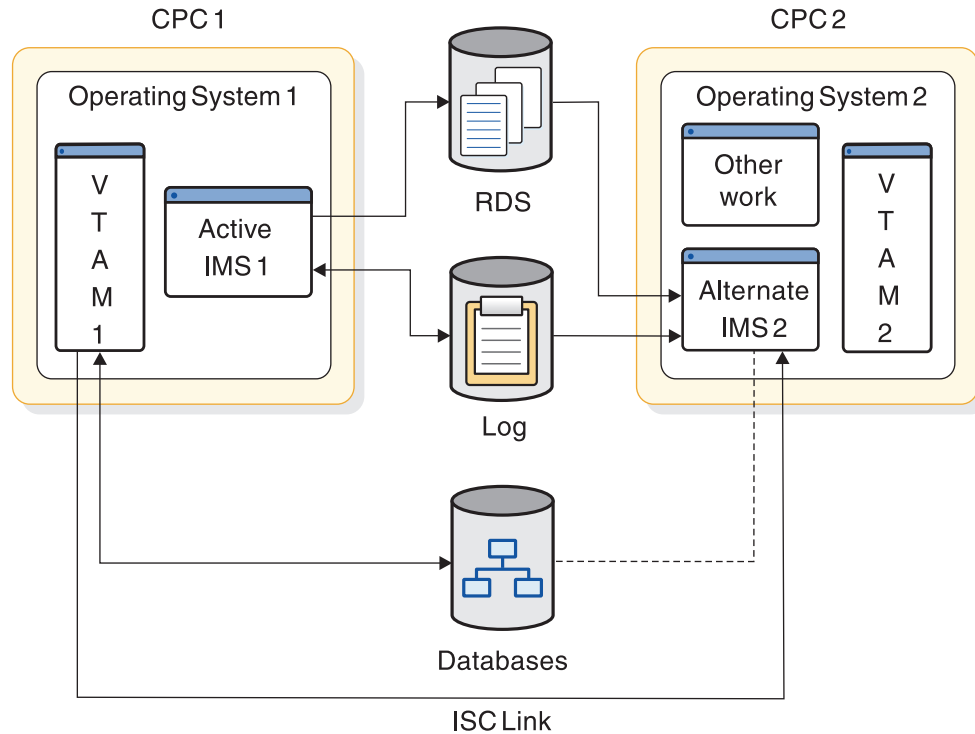 CPC 1
CPC 2
Operating System 1
V
T
A
M
1
Active
IMS 1
RDS
Log
Databases
ISC Link
Operating System 2
Other
work
Alternate
IMS 2
V
T
A
M
2